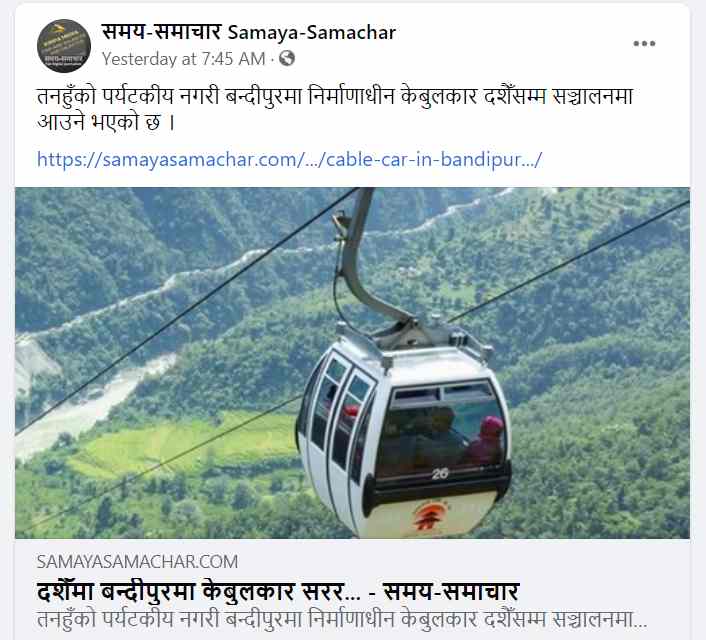 समय-समाचार Samaya-Samachar
Yesterday at 7:45 AM ·
तनहुँको पर्यटकीय नगरी बन्दीपुरमा निर्माणाधीन केबुलकार दशैँसम्म सञ्चालनमा
आउने भएको छ ।
https://samayasamachar.com/.../cable-car-in-bandipur.../
26
SAMAYASAMACHAR.COM
दशैँमा बन्दीपुरमा केबुलकार सरर... - समय-समाचार
तनहुँको पर्यटकीय नगरी बन्दीपुरमा निर्माणाधीन केबुलकार दशैँसम्म सञ्चालनमा...